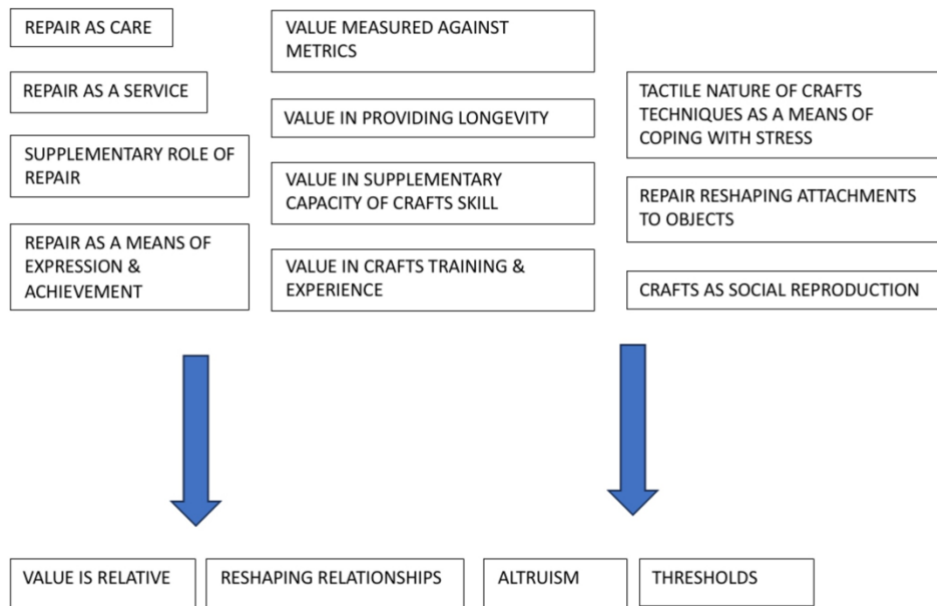 REPAIR AS CARE
REPAIR AS A SERVICE
SUPPLEMENTARY ROLE OF
REPAIR
REPAIR AS A MEANS OF
EXPRESSION &
ACHIEVEMENT
VALUE MEASURED AGAINST
METRICS
VALUE IN PROVIDING LONGEVITY
VALUE IN SUPPLEMENTARY
CAPACITY OF CRAFTS SKILL
VALUE IN CRAFTS TRAINING &
EXPERIENCE
TACTILE NATURE OF CRAFTS
TECHNIQUES AS A MEANS OF
COPING WITH STRESS
REPAIR RESHAPING ATTACHMENTS
TO OBJECTS
CRAFTS AS SOCIAL REPRODUCTION
VALUE IS RELATIVE
RESHAPING RELATIONSHIPS
ALTRUISM
THRESHOLDS